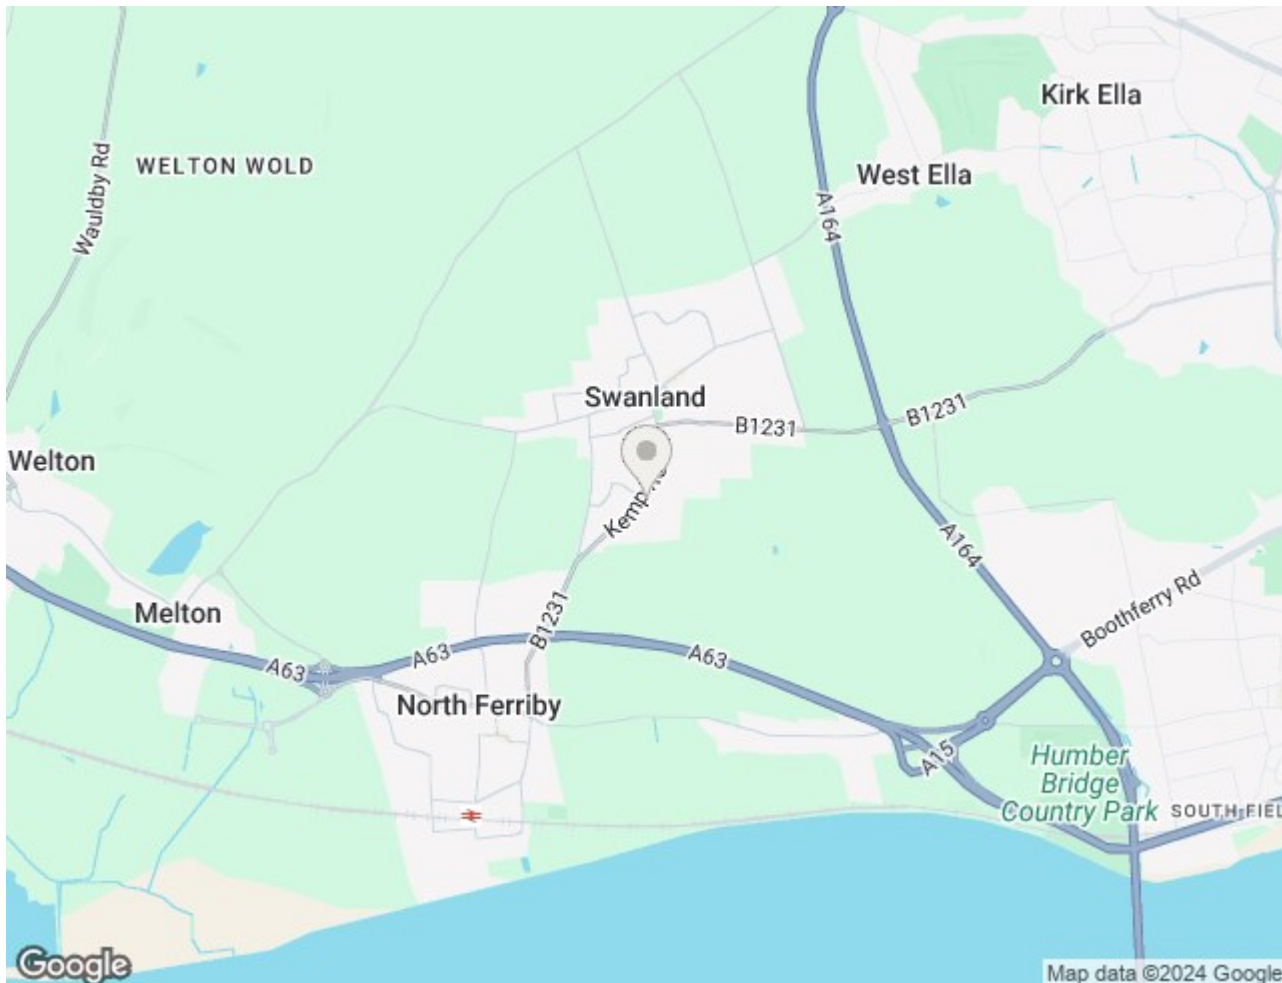 Kirk Ella
WELTON WOLD
West Ella
Wauldby Rd
A164
Swanland
B1231
B1231
Welton
Kemp
A164
Boothferry Rd
Melton
B1231
A63
A63
A63
North Ferriby
A15
Humber
Bridge
Country Park
SOUTH FIEL
Google
Map data ©2024 Google